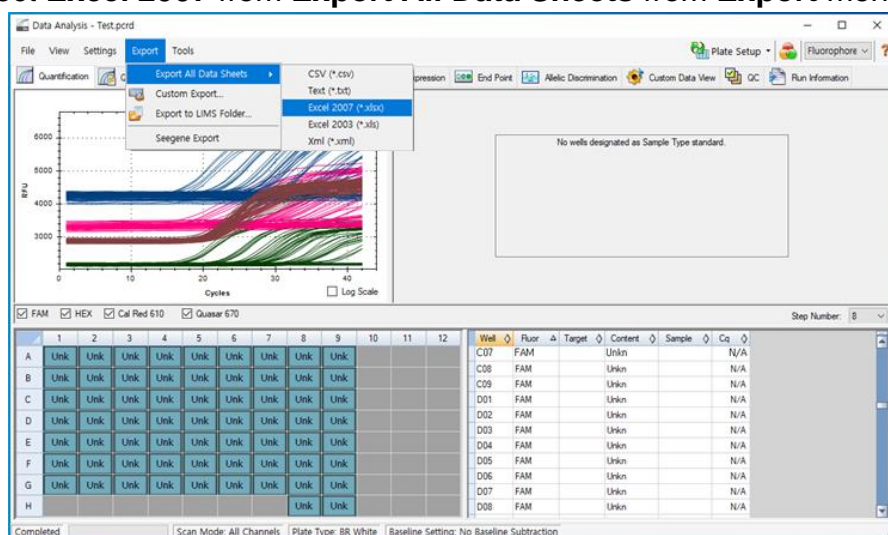 Excel 2007 from Export All Data Sheets from Export
Data Analysis - Test.pcrd
File View Settings Export Tools
Plate Setup
Fluorophore
?
Quantification
Export All Data Sheets
Custom Export...
Export to LIMS Folder...
Seegene Export
CSV (*.csv)
Text (*.txt)
Excel 2007 (*.xlsx)
Excel 2003 (*.xls)
Xml (*.xml)
End Point
Allelic Discrimination
Custom Data View
QC
Run Information
RFU
6000
5000
4000
3000
0 10 20 30 40
Cycles
Log Scale
No wells designated as Sample Type standard.
FAM HEX Cal Red 610 Quasar 670
Step Number: 8
1 2 3 4 5 6 7 8 9 10 11 12
A Unk Unk Unk Unk Unk Unk Unk Unk Unk
B Unk Unk Unk Unk Unk Unk Unk Unk Unk
C Unk Unk Unk Unk Unk Unk Unk Unk Unk
D Unk Unk Unk Unk Unk Unk Unk Unk Unk
E Unk Unk Unk Unk Unk Unk Unk Unk Unk
F Unk Unk Unk Unk Unk Unk Unk Unk Unk
G Unk Unk Unk Unk Unk Unk Unk Unk Unk
H Unk Unk
Well Fluor Target Content Sample Cq
C07 FAM Unkn N/A
C08 FAM Unkn N/A
C09 FAM Unkn N/A
D01 FAM Unkn N/A
D02 FAM Unkn N/A
D03 FAM Unkn N/A
D04 FAM Unkn N/A
D05 FAM Unkn N/A
D06 FAM Unkn N/A
D07 FAM Unkn N/A
D08 FAM Unkn N/A
Completed
Scan Mode: All Channels
Plate Type: BR White
Baseline Setting: No Baseline Subtraction